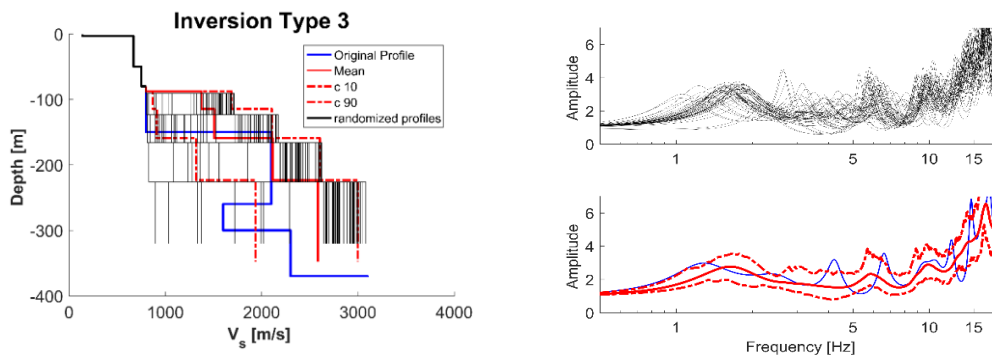 Inversion Type 3
Original Profile
Mean
c 10
c 90
randomized profiles
Depth [m]
0
-100
-200
-300
-400
0
1000
2000
3000
4000
V_s [m/s]
Amplitude
6
4
2
0
1
5
10
15
Amplitude
6
4
2
0
1
5
10
15
Frequency [Hz]